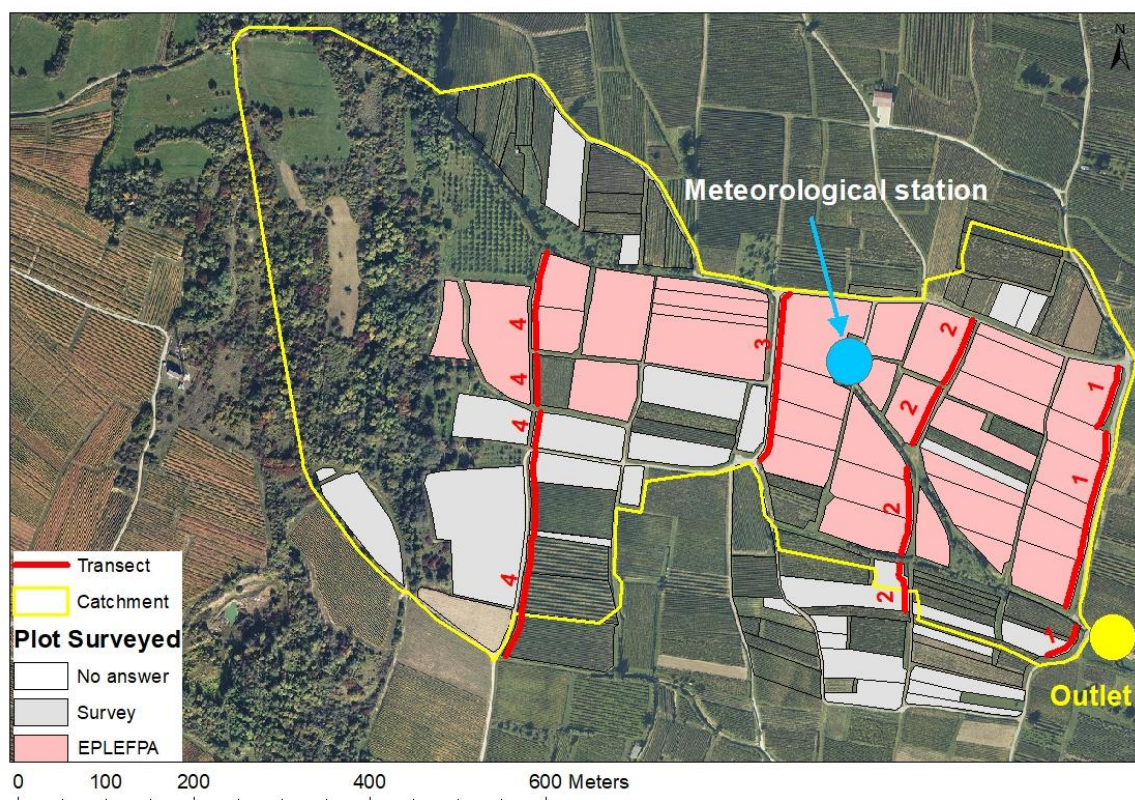 N
Meteorological station
4
3
2
4
1
2
4
1
2
4
2
1
Transect
Catchment
Plot Surveyed
No answer
Survey
EPLEFPA
Outlet
0 100 200 400 600 Meters